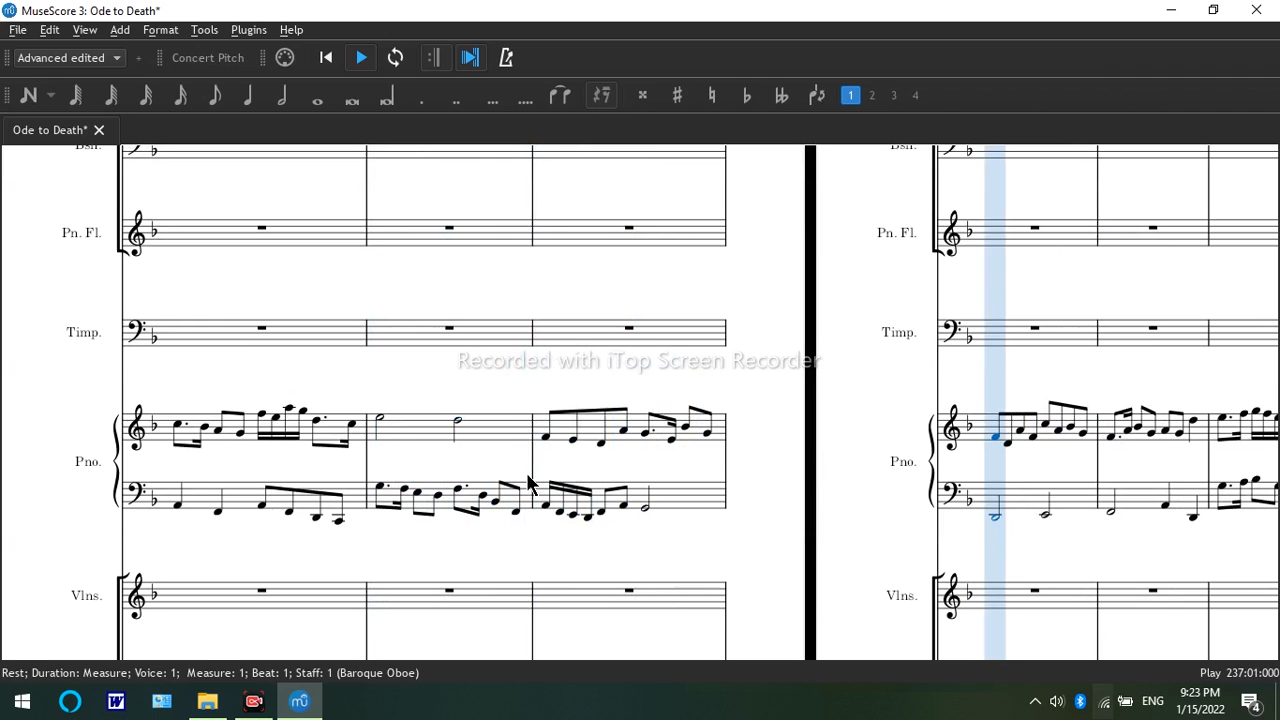 MuseScore 3: Ode to Death*
File Edit View Add Format Tools Plugins Help
Advanced edited + Concert Pitch
1 2 3 4
Ode to Death*
Bsn. Bsn.
Pn. Fl. Pn. Fl.
Timp. Timp.
Recorded with iTop Screen Recorder
Pno. Pno.
Vlns. Vlns.
Rest; Duration: Measure; Voice: 1; Measure: 1; Beat: 1; Staff: 1 (Baroque Oboe) Play 237:01:000
ENG 9:23 PM
1/15/2022 4